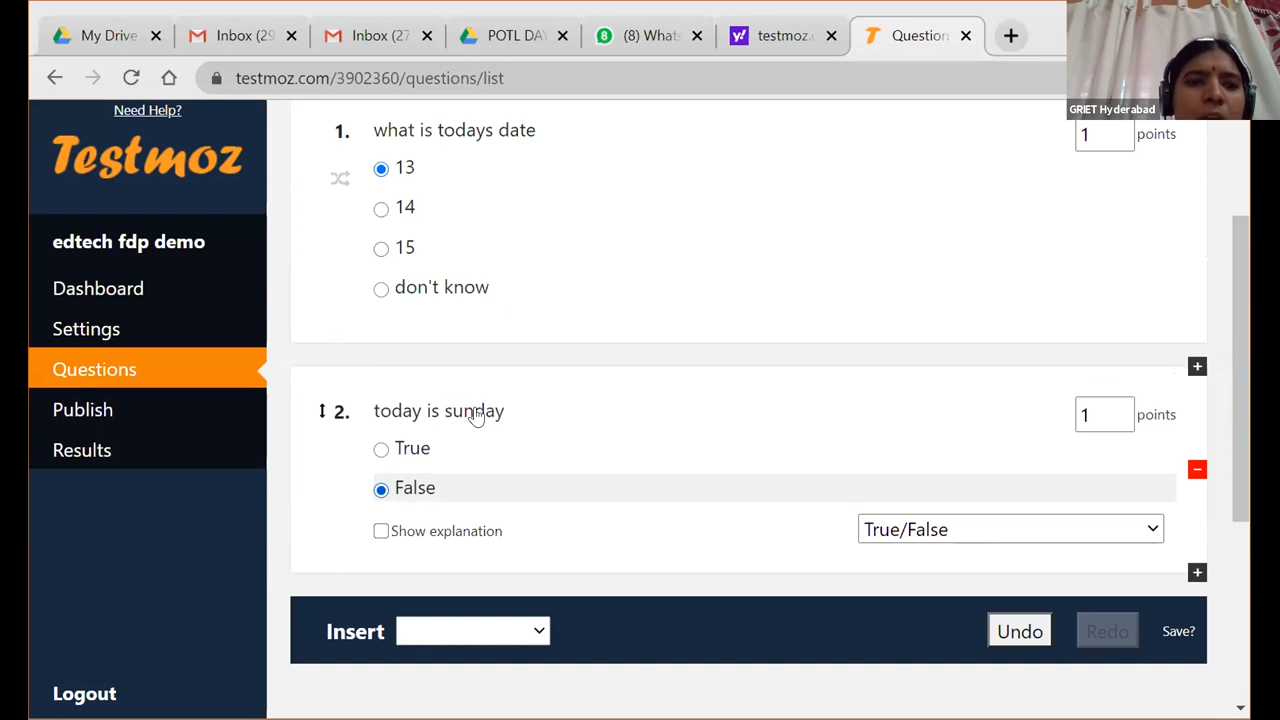 My Drive
Inbox (29
Inbox (27
POTL DAY
(8) Whats
testmoz.c
Question
testmoz.com/3902360/questions/list
GRIET Hyderabad
Need Help?
Testmoz
edtech fdp demo
Dashboard
Settings
Questions
Publish
Results
Logout
1. what is todays date
1 points
13
14
15
don't know
2. today is sunday
1 points
True
False
Show explanation
True/False
Insert
Undo
Redo
Save?